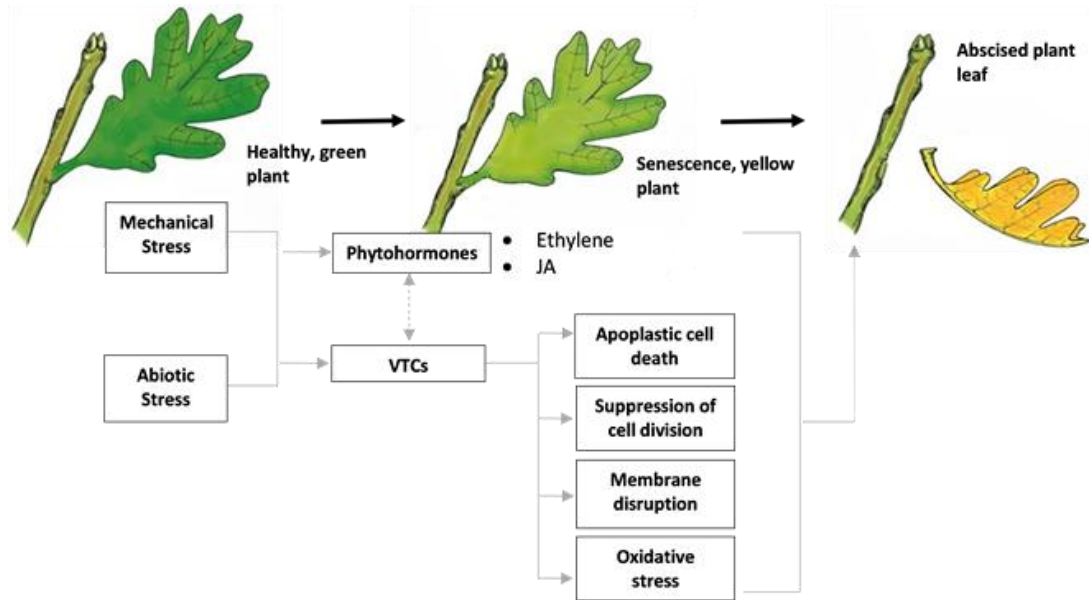 Healthy, green
plant
Senescence, yellow
plant
Abscised plant
leaf
Mechanical
Stress
Phytohormones
• Ethylene
• JA
Abiotic
Stress
VTCs
Apoplastic cell
death
Suppression of
cell division
Membrane
disruption
Oxidative
stress